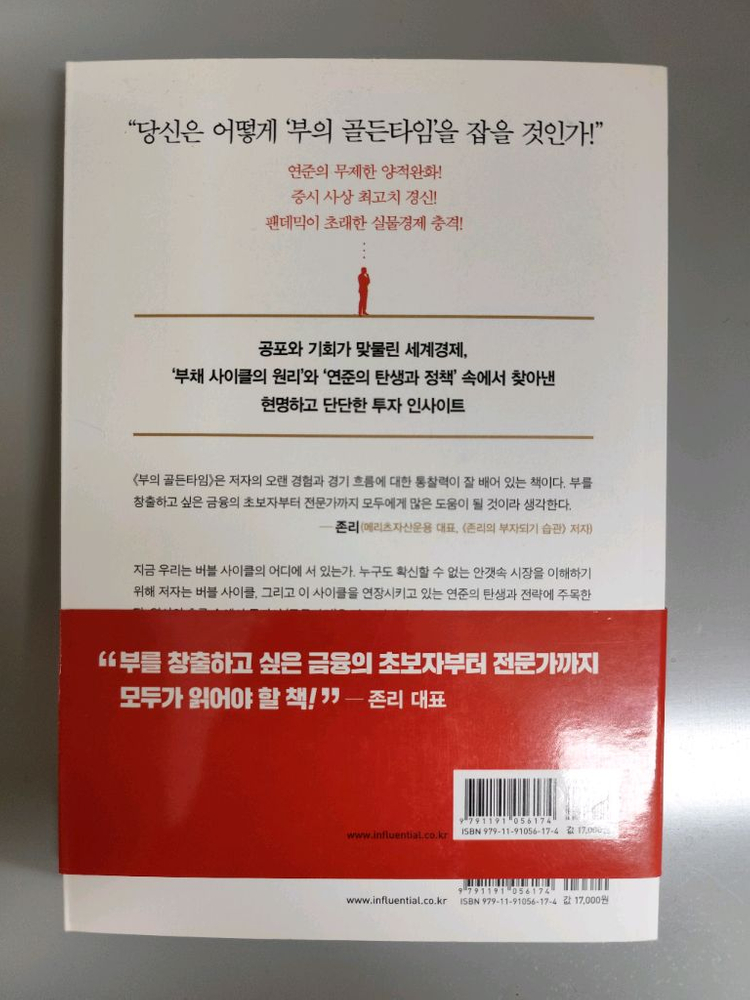 “당신은 어떻게 ‘부의 골든타임’을 잡을 것인가!”
연준의 무제한 양적완화!
증시 사상 최고치 경신!
팬데믹이 초래한 실물경제 충격!
공포와 기회가 맞물린 세계경제,
‘부채 사이클의 원리’와 ‘연준의 탄생과 정책’ 속에서 찾아낸
현명하고 단단한 투자 인사이트
《부의 골든타임》은 저자의 오랜 경험과 경기 흐름에 대한 통찰력이 잘 배어 있는 책이다. 부를
창출하고 싶은 금융의 초보자부터 전문가까지 모두에게 많은 도움이 될 것이라 생각한다.
— 존리(메리츠자산운용 대표, 《존리의 부자되기 습관》 저자)
지금 우리는 버블 사이클의 어디에 서 있는가. 누구도 확신할 수 없는 안갯속 시장을 이해하기
위해 저자는 버블 사이클, 그리고 이 사이클을 연장시키고 있는 연준의 탄생과 전략에 주목한
“부를 창출하고 싶은 금융의 초보자부터 전문가까지
모두가 읽어야 할 책!” — 존리 대표
9 791191 056174
www.influential.co.kr
ISBN 979-11-91056-17-4 값 17,000원
9 791191 056174
www.influential.co.kr
ISBN 979-11-91056-17-4 값 17,000원